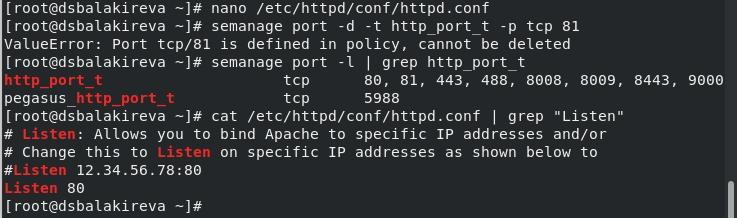 [root@dsbalakireva ~]# nano /etc/httpd/conf/httpd.conf
[root@dsbalakireva ~]# semanage port -d -t http_port_t -p tcp 81
ValueError: Port tcp/81 is defined in policy, cannot be deleted
[root@dsbalakireva ~]# semanage port -l | grep http_port_t
http_port_t                    tcp      80, 81, 443, 488, 8008, 8009, 8443, 9000
pegasus_http_port_t            tcp      5988
[root@dsbalakireva ~]# cat /etc/httpd/conf/httpd.conf | grep "Listen"
# Listen: Allows you to bind Apache to specific IP addresses and/or
# Change this to Listen on specific IP addresses as shown below to
#Listen 12.34.56.78:80
Listen 80
[root@dsbalakireva ~]#